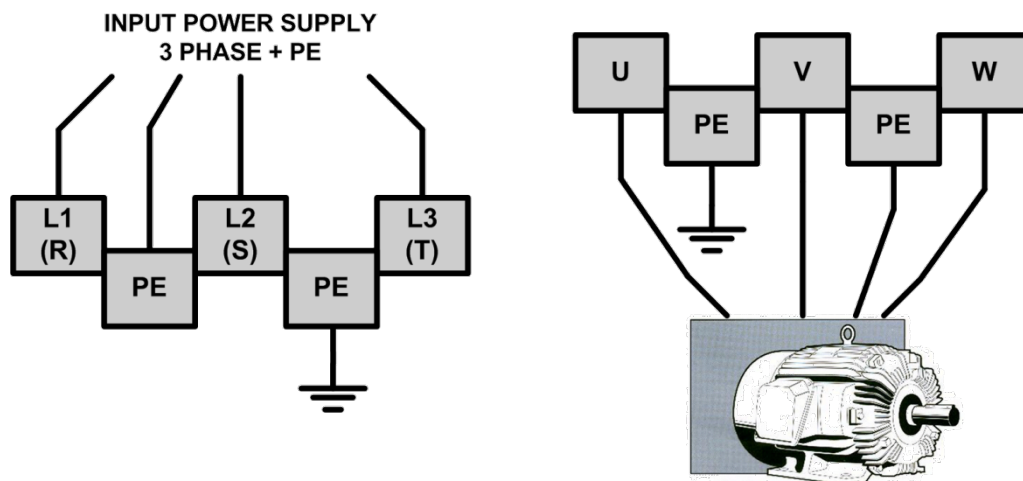 INPUT POWER SUPPLY
3 PHASE + PE
L1
(R)
PE
L2
(S)
PE
L3
(T)
U
PE
V
PE
W